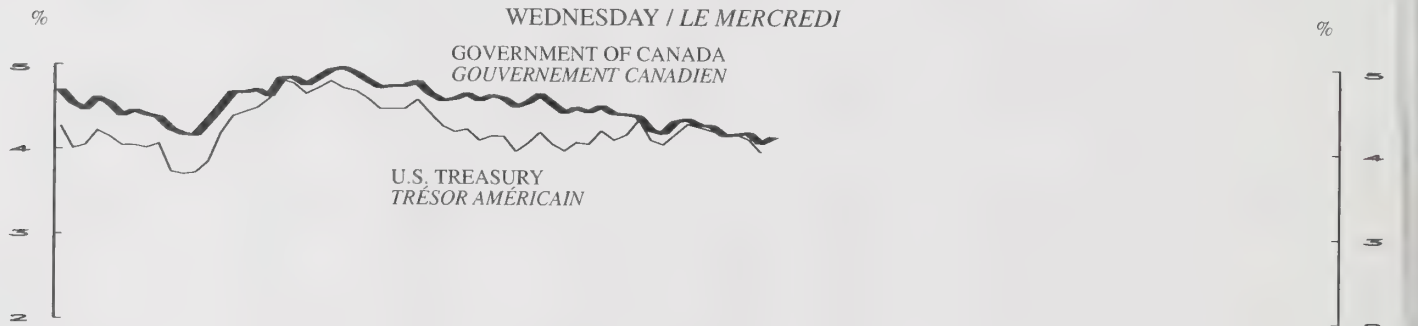 WEDNESDAY / LE MERCREDI
% %
GOVERNMENT OF CANADA
GOUVERNEMENT CANADIEN
5 5
4 4
U.S. TREASURY
TRÉSOR AMÉRICAIN
3 3
2